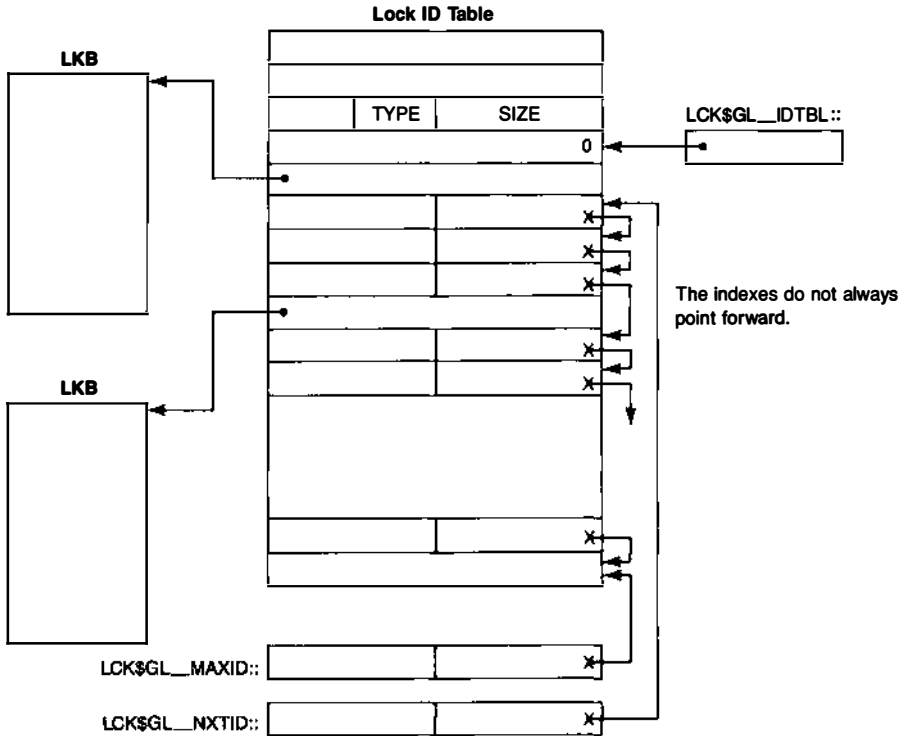 Lock ID Table
LKB
TYPE SIZE
LCK$GL__IDTBL::
0
The indexes do not always
point forward.
LKB
LCK$GL__MAXID::
LCK$GL__NXTID::